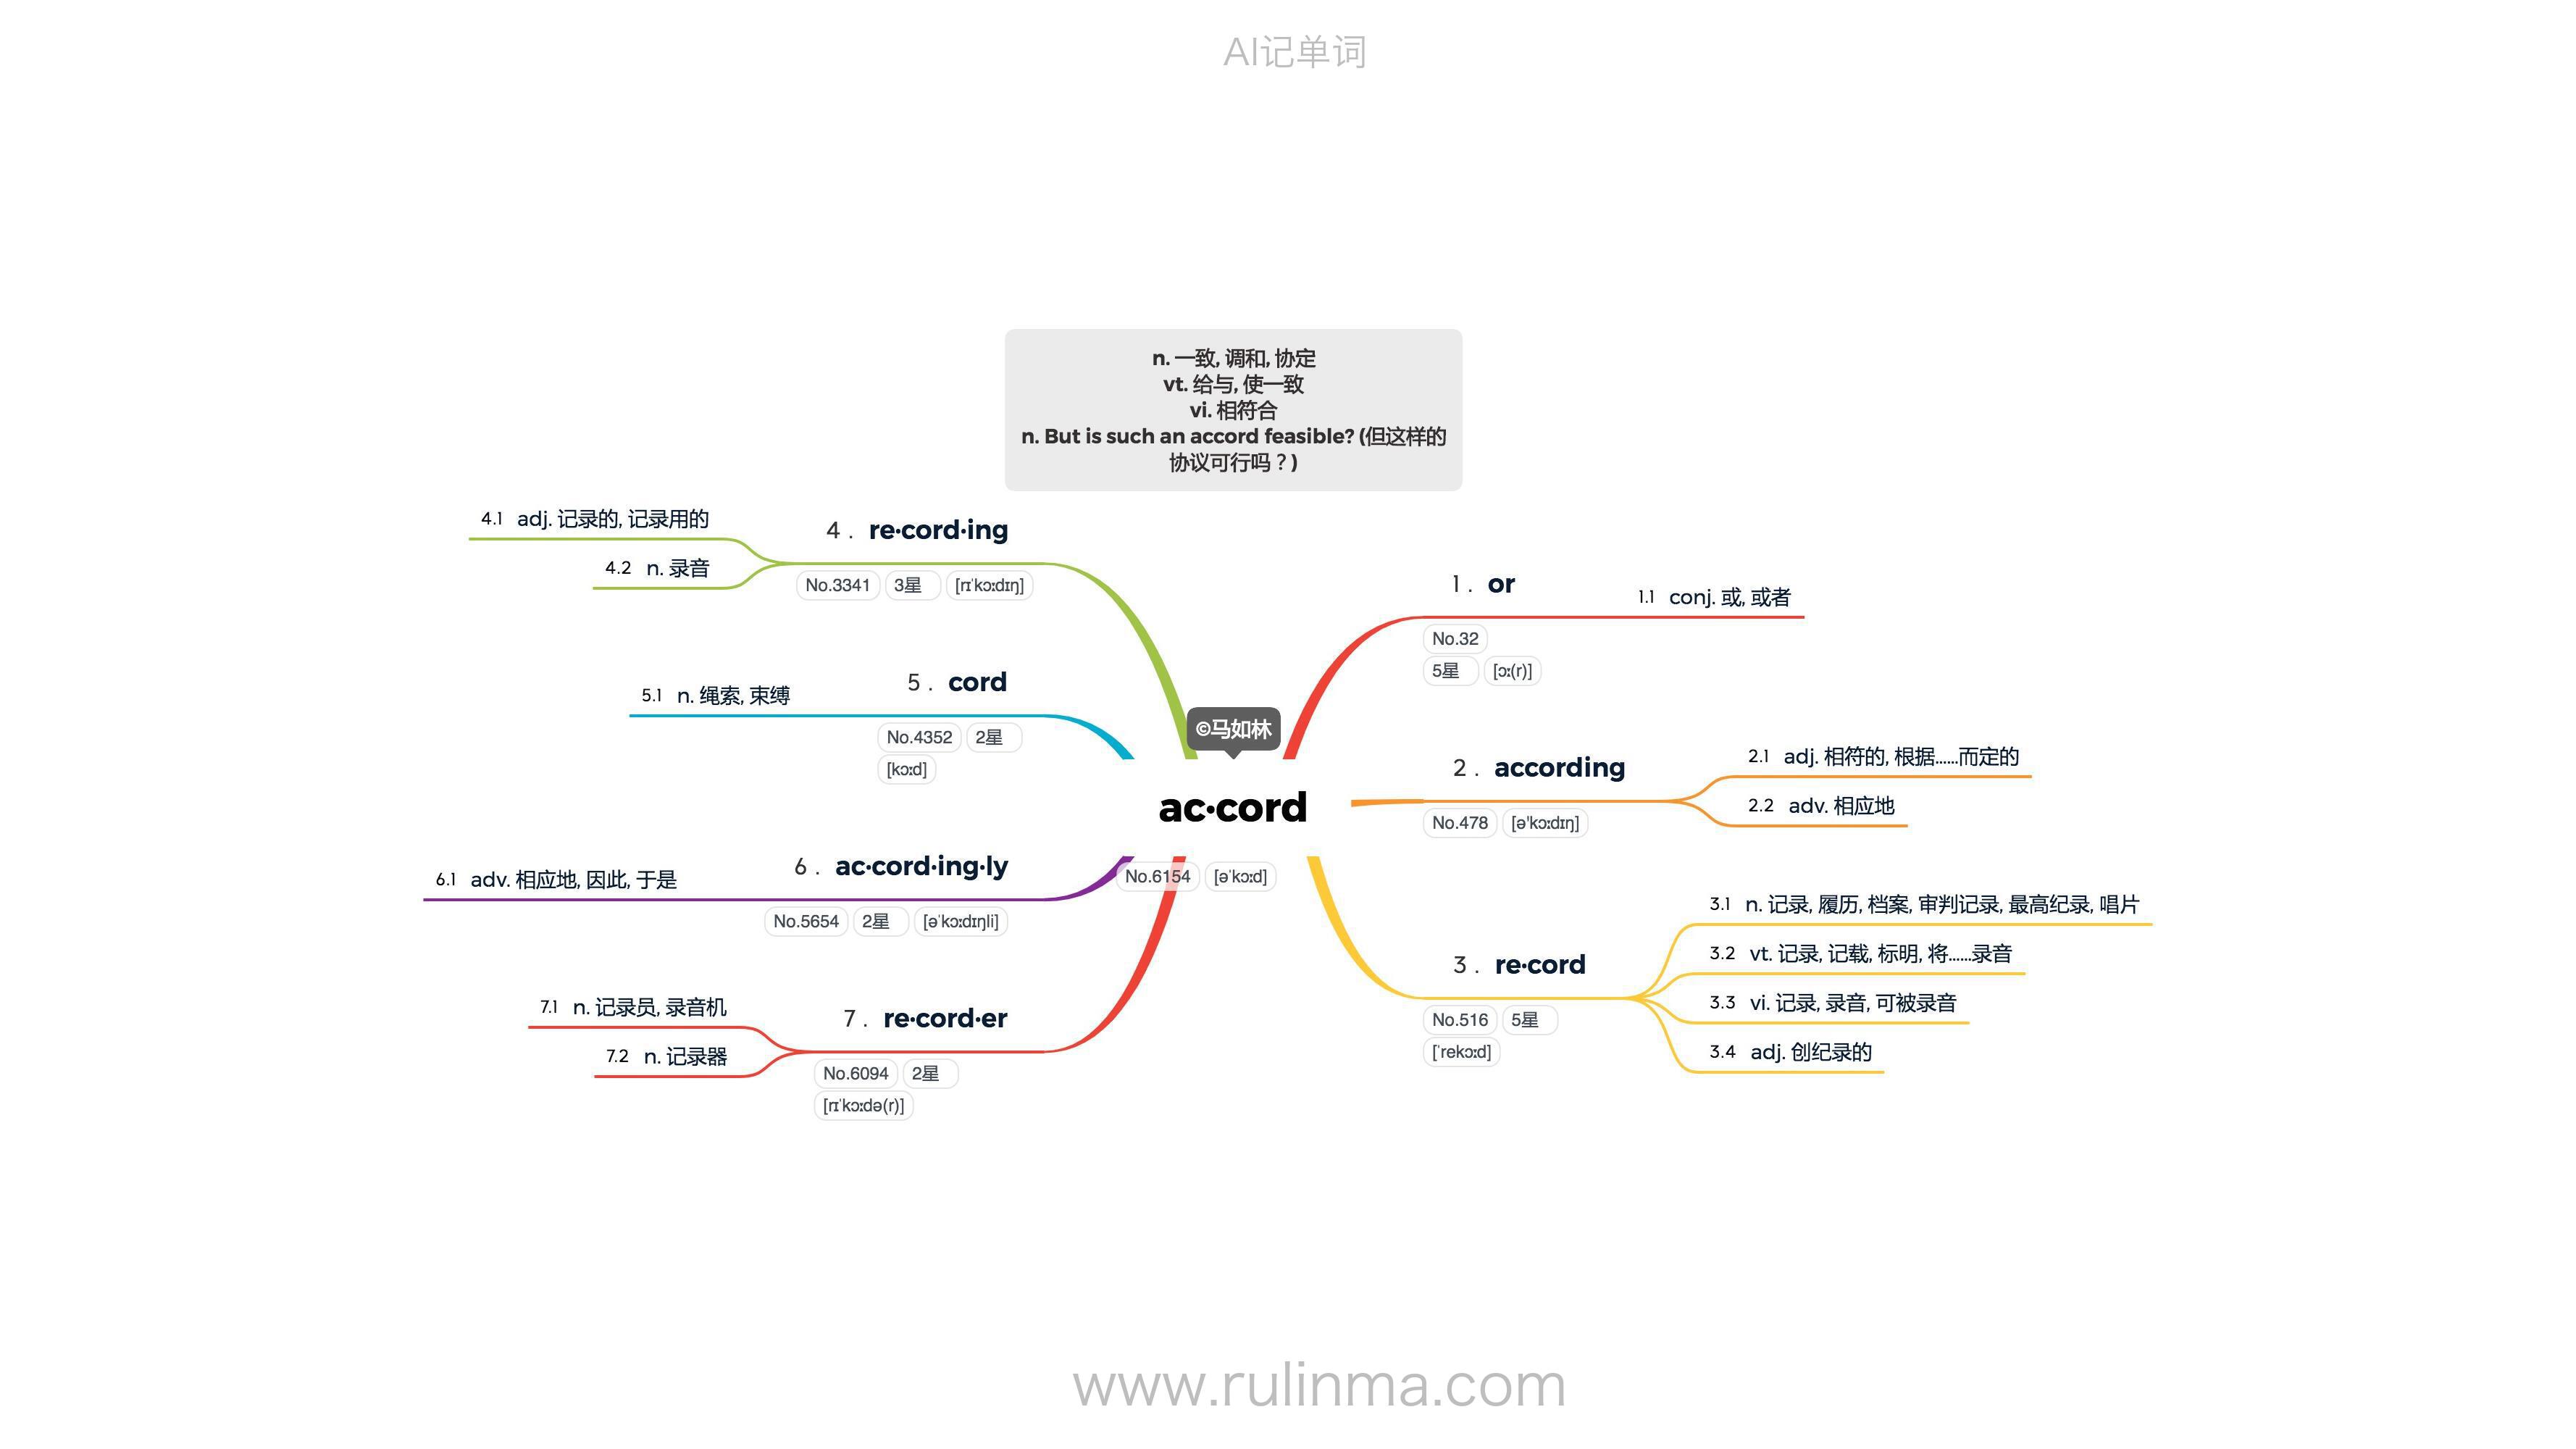 AI记单词
n. 一致, 调和, 协定
vt. 给与, 使一致
vi. 相符合
n. But is such an accord feasible? (但这样的
协议可行吗？)
©马如林
ac·cord
No.6154 [əˈkɔːd]
1 . or
No.32
5星 [ɔː(r)]
1.1 conj. 或, 或者
2 . according
No.478 [ə'kɔːdɪŋ]
2.1 adj. 相符的, 根据……而定的
2.2 adv. 相应地
3 . re·cord
No.516 5星
[ˈrekɔːd]
3.1 n. 记录, 履历, 档案, 审判记录, 最高纪录, 唱片
3.2 vt. 记录, 记载, 标明, 将……录音
3.3 vi. 记录, 录音, 可被录音
3.4 adj. 创纪录的
4 . re·cord·ing
No.3341 3星 [rɪˈkɔːdɪŋ]
4.1 adj. 记录的, 记录用的
4.2 n. 录音
5 . cord
No.4352 2星
[kɔːd]
5.1 n. 绳索, 束缚
6 . ac·cord·ing·ly
No.5654 2星 [əˈkɔːdɪŋli]
6.1 adv. 相应地, 因此, 于是
7 . re·cord·er
No.6094 2星
[rɪˈkɔːdə(r)]
7.1 n. 记录员, 录音机
7.2 n. 记录器
www.rulinma.com